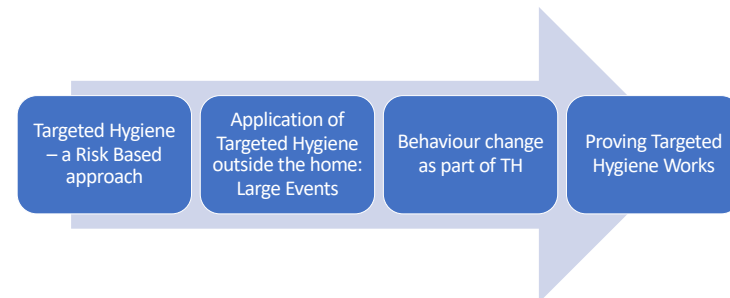 Targeted Hygiene
– a Risk Based
approach
Application of
Targeted Hygiene
outside the home:
Large Events
Behaviour change
as part of TH
Proving Targeted
Hygiene Works